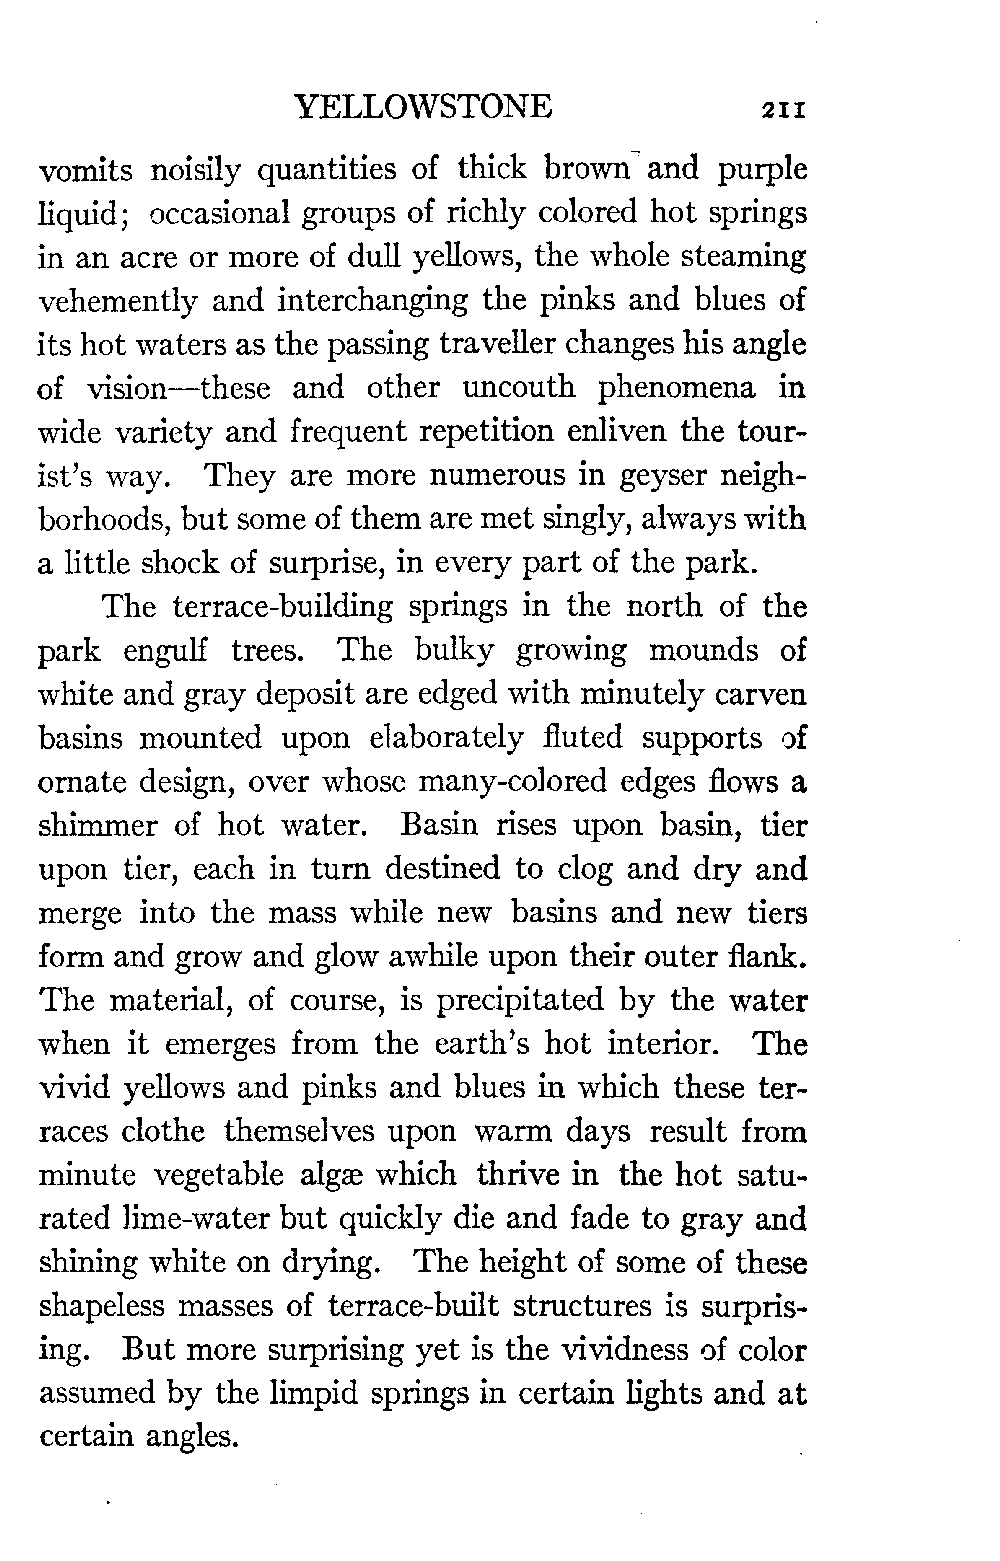 YELLOWSTONE 211
vomits noisily quantities of thick brown and purple
liquid; occasional groups of richly colored hot springs
in an acre or more of dull yellows, the whole steaming
vehemently and interchanging the pinks and blues of
its hot waters as the passing traveller changes his angle
of vision—these and other uncouth phenomena in
wide variety and frequent repetition enliven the tour-
ist's way. They are more numerous in geyser neigh-
borhoods, but some of them are met singly, always with
a little shock of surprise, in every part of the park.
The terrace-building springs in the north of the
park engulf trees. The bulky growing mounds of
white and gray deposit are edged with minutely carven
basins mounted upon elaborately fluted supports of
ornate design, over whose many-colored edges flows a
shimmer of hot water. Basin rises upon basin, tier
upon tier, each in turn destined to clog and dry and
merge into the mass while new basins and new tiers
form and grow and glow awhile upon their outer flank.
The material, of course, is precipitated by the water
when it emerges from the earth's hot interior. The
vivid yellows and pinks and blues in which these ter-
races clothe themselves upon warm days result from
minute vegetable algæ which thrive in the hot satu-
rated lime-water but quickly die and fade to gray and
shining white on drying. The height of some of these
shapeless masses of terrace-built structures is surpris-
ing. But more surprising yet is the vividness of color
assumed by the limpid springs in certain lights and at
certain angles.